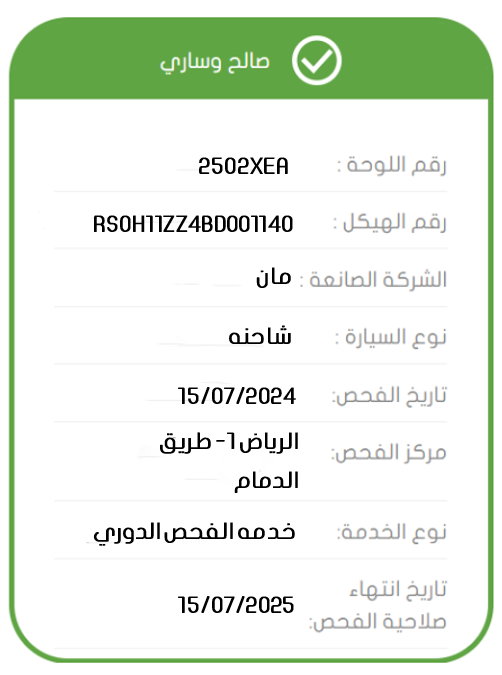 صالح وساري
رقم اللوحة : 2502XEA
رقم الهيكل : RS0H11ZZ4BD001140
الشركة الصانعة : مان
نوع السيارة : شاحنه
تاريخ الفحص: 15/07/2024
مركز الفحص: الرياض 1- طريق
الدمام
نوع الخدمة: خدمه الفحص الدوري
تاريخ انتهاء
صلاحية الفحص: 15/07/2025